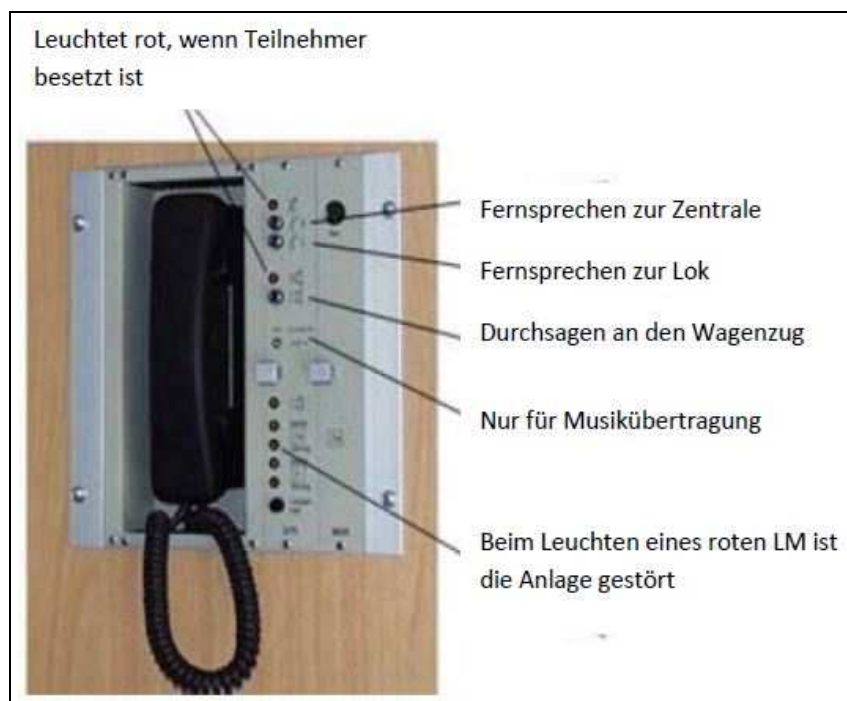 Leuchtet rot, wenn Teilnehmer
besetzt ist
Fernsprechen zur Zentrale
Fernsprechen zur Lok
Durchsagen an den Wagenzug
Nur für Musikübertragung
Beim Leuchten eines roten LM ist
die Anlage gestört